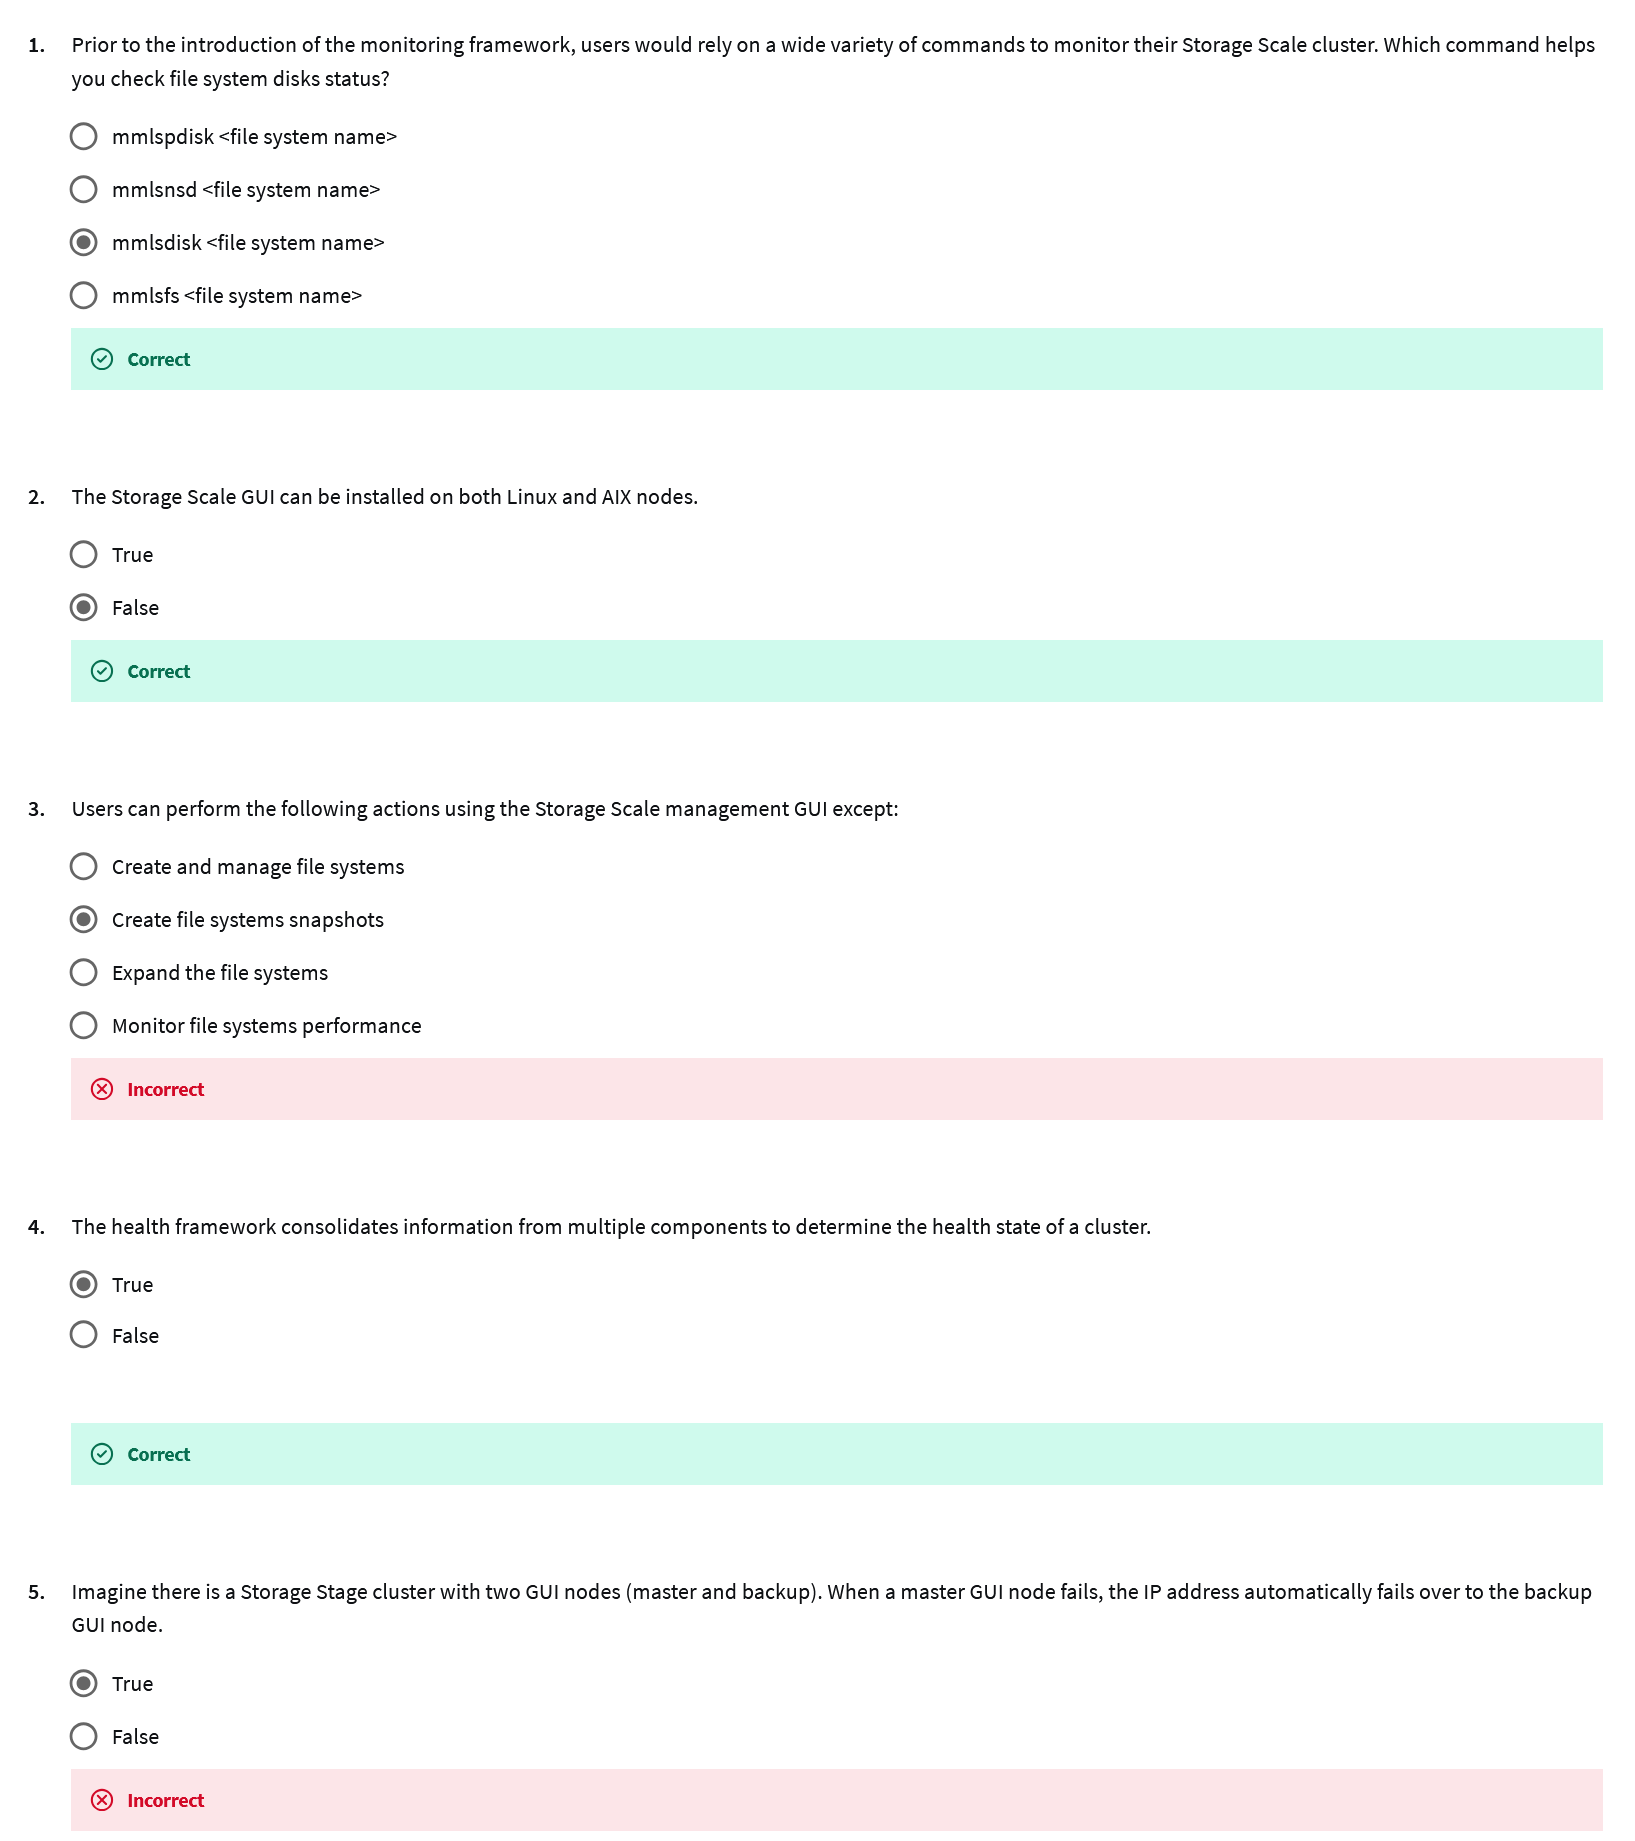 1. Prior to the introduction of the monitoring framework, users would rely on a wide variety of commands to monitor their Storage Scale cluster. Which command helps
you check file system disks status?
mmlspdisk <file system name>
mmlsnsd <file system name>
mmlsdisk <file system name>
mmlsfs <file system name>
Correct
2. The Storage Scale GUI can be installed on both Linux and AIX nodes.
True
False
Correct
3. Users can perform the following actions using the Storage Scale management GUI except:
Create and manage file systems
Create file systems snapshots
Expand the file systems
Monitor file systems performance
Incorrect
4. The health framework consolidates information from multiple components to determine the health state of a cluster.
True
False
Correct
5. Imagine there is a Storage Stage cluster with two GUI nodes (master and backup). When a master GUI node fails, the IP address automatically fails over to the backup
GUI node.
True
False
Incorrect